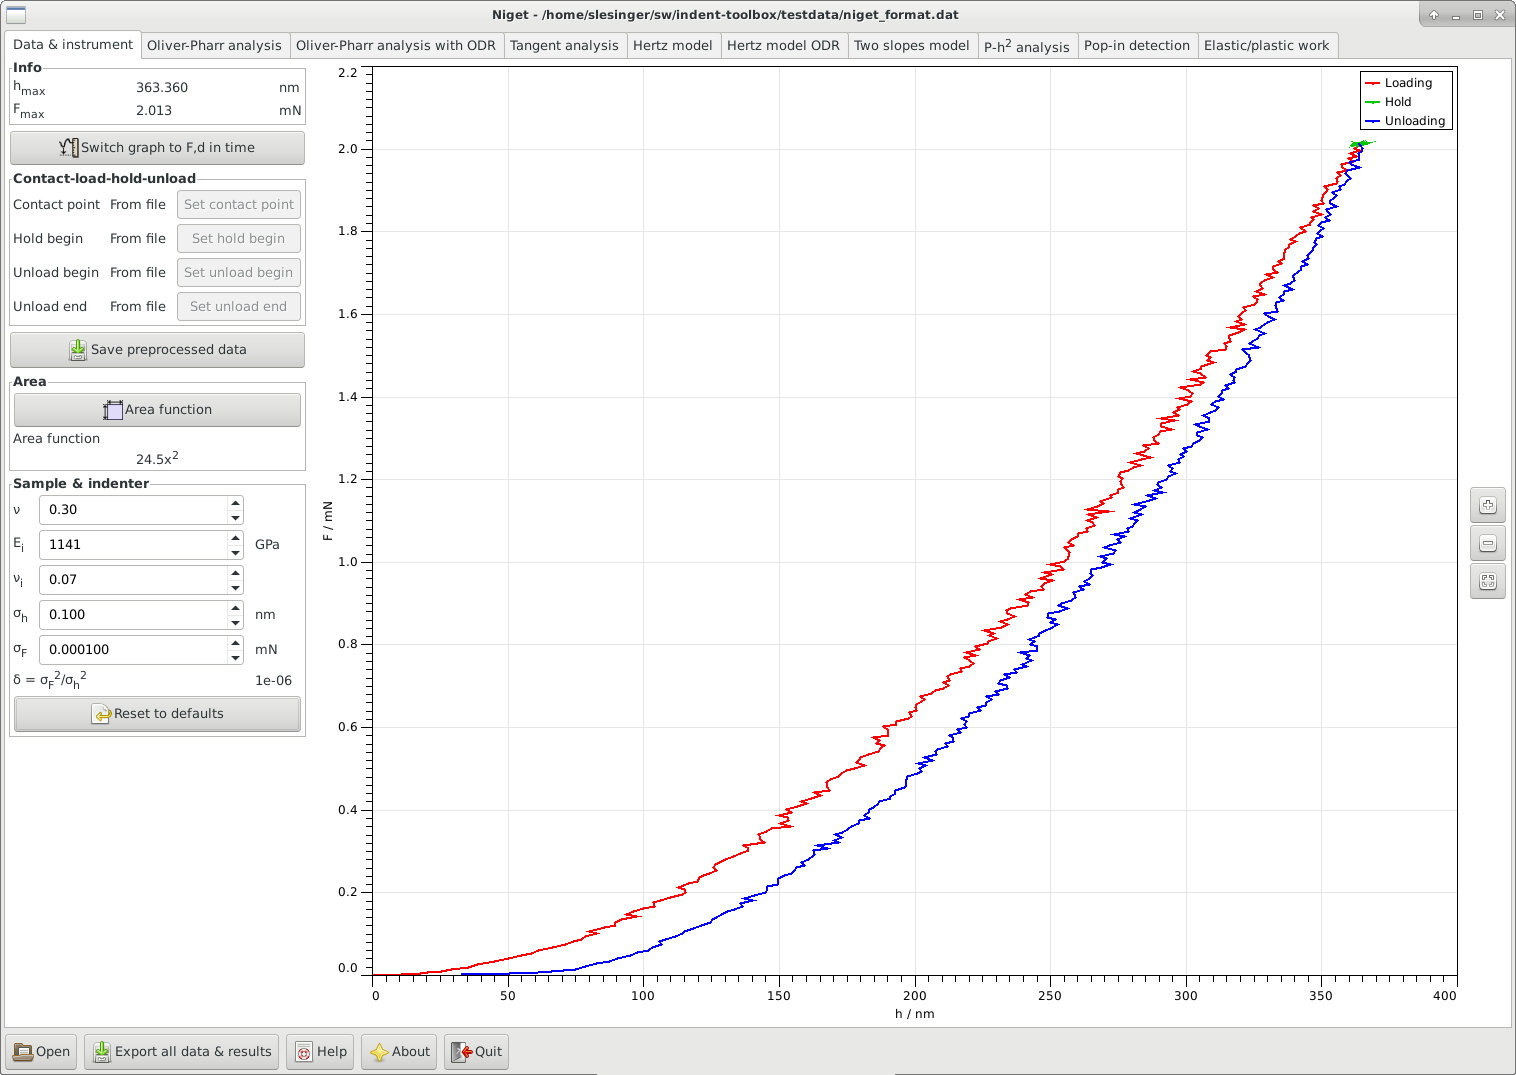 Niget - /home/slesinger/sw/indent-toolbox/testdata/niget_format.dat
Data & instrument Oliver-Pharr analysis Oliver-Pharr analysis with ODR Tangent analysis Hertz model Hertz model ODR Two slopes model P-h² analysis Pop-in detection Elastic/plastic work
Info
hmax 363.360 nm
Fmax 2.013 mN
Switch graph to F,d in time
Contact-load-hold-unload
Contact point From file Set contact point
Hold begin From file Set hold begin
Unload begin From file Set unload begin
Unload end From file Set unload end
Save preprocessed data
Area
Area function
Area function
24.5x²
Sample & indenter
ν 0.30
Ei 1141 GPa
νi 0.07
σh 0.100 nm
σF 0.000100 mN
δ = σF²/σh² 1e-06
Reset to defaults
Loading
Hold
Unloading
2.2
2.0
1.8
1.6
1.4
1.2
1.0
0.8
0.6
0.4
0.2
0.0
F / mN
0 50 100 150 200 250 300 350 400
h / nm
Open Export all data & results Help About Quit